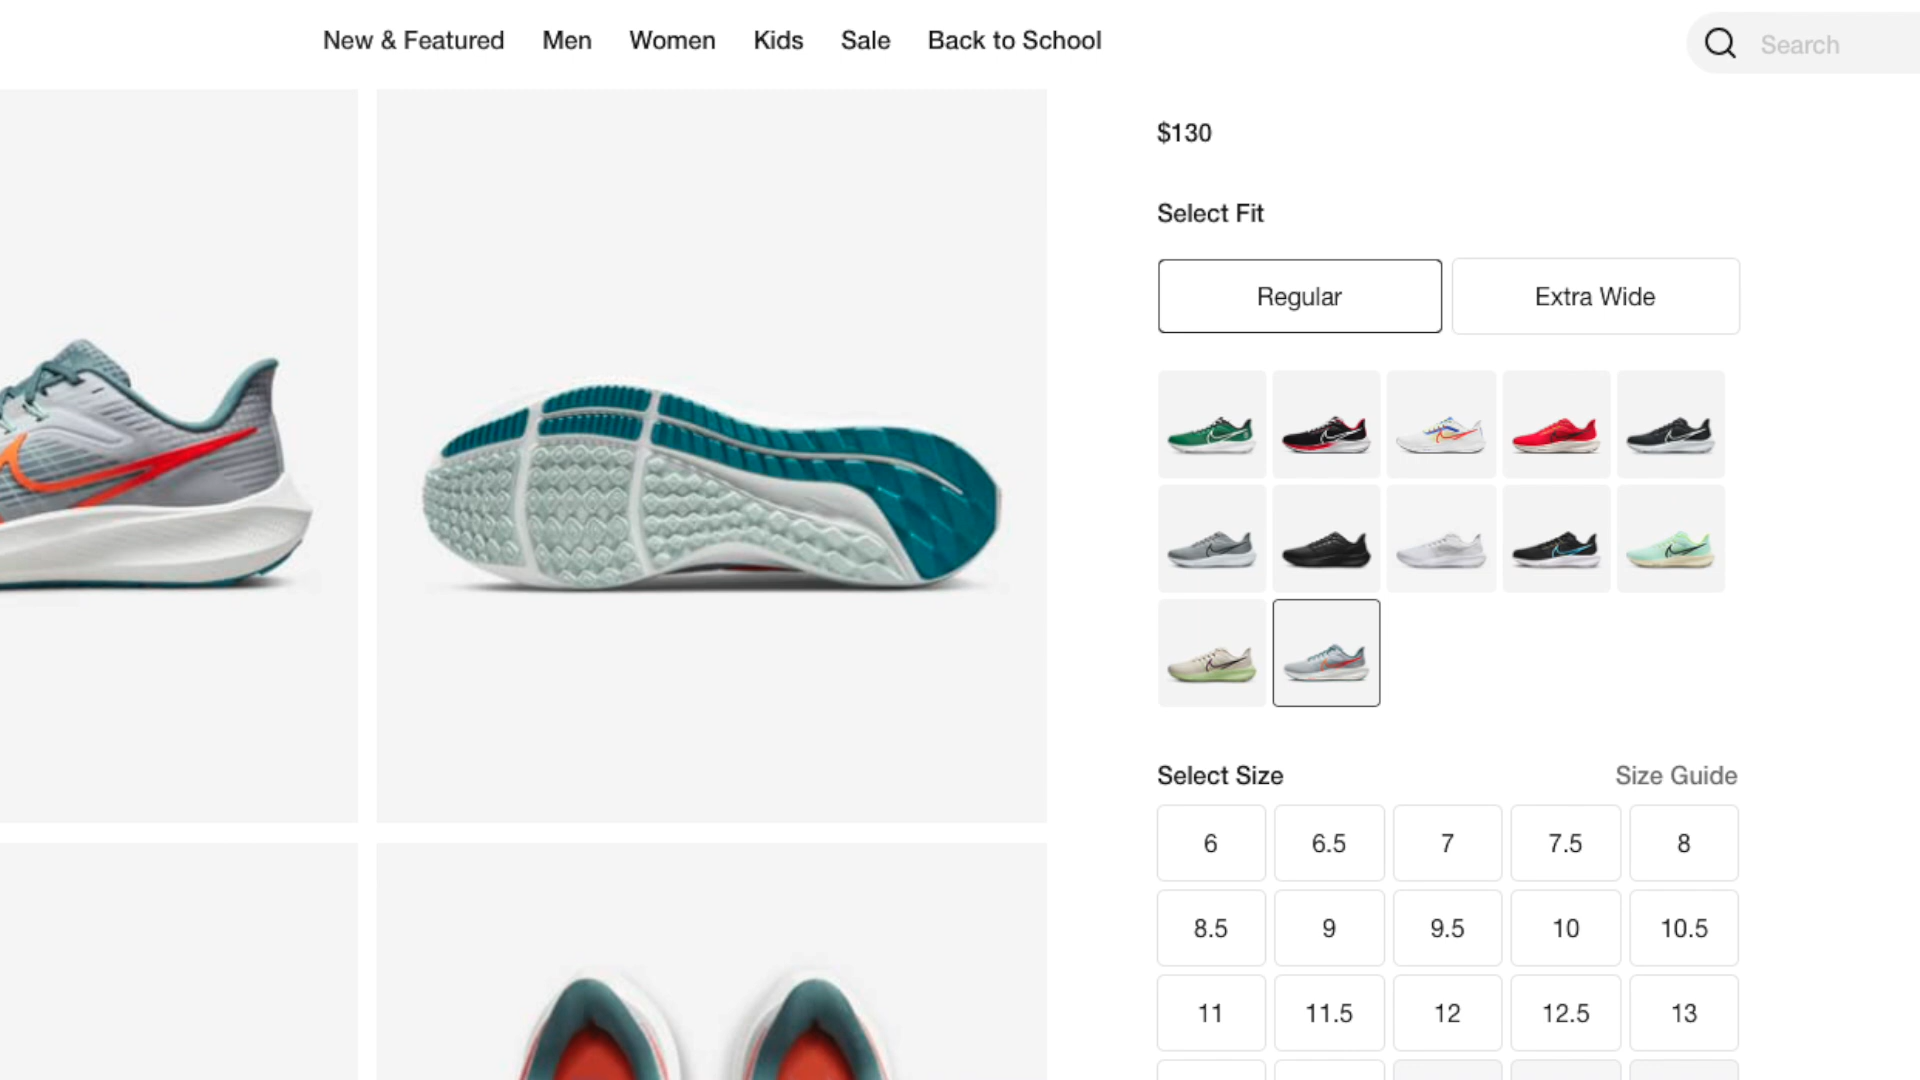 New & Featured Men Women Kids Sale Back to School
Search
$130
Select Fit
Regular Extra Wide
Select Size Size Guide
6 6.5 7 7.5 8
8.5 9 9.5 10 10.5
11 11.5 12 12.5 13